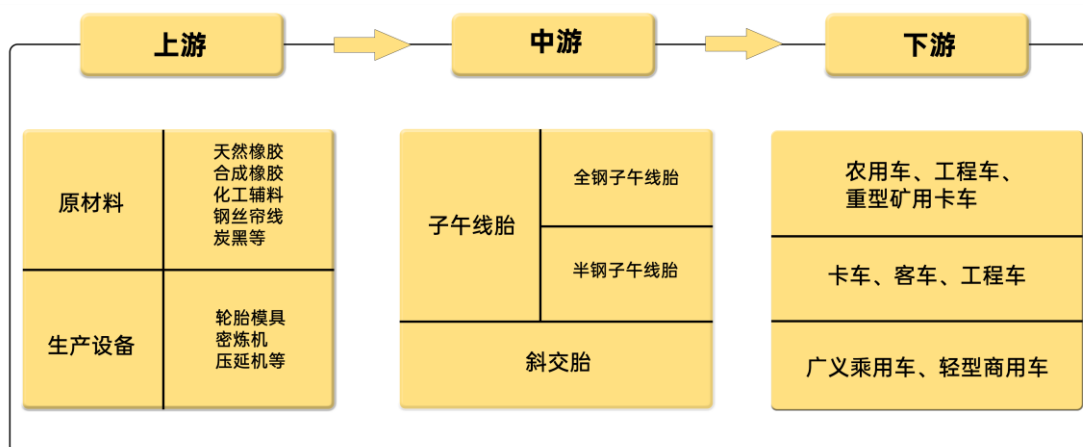 上游
中游
下游
原材料
天然橡胶
合成橡胶
化工辅料
钢丝帘线
炭黑等
生产设备
轮胎模具
密炼机
压延机等
子午线胎
全钢子午线胎
半钢子午线胎
斜交胎
农用车、工程车、
重型矿用卡车
卡车、客车、工程车
广义乘用车、轻型商用车